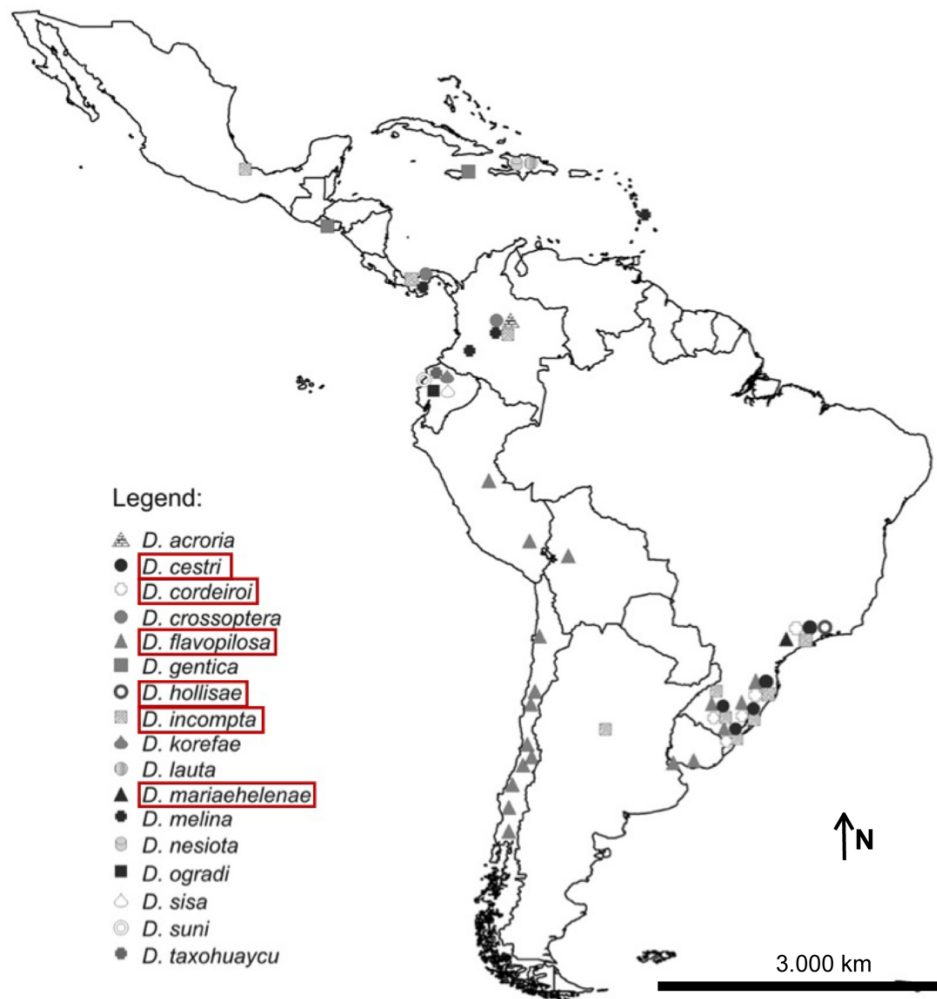 Legend:
D. acroria
D. cestri
D. cordeiroi
D. crossoptera
D. flavopilosa
D. gentica
D. hollisae
D. incompta
D. korefae
D. lauta
D. mariaehelenae
D. melina
D. nesiota
D. ogradi
D. sisa
D. suni
D. taxohuaycu
N
3.000 km